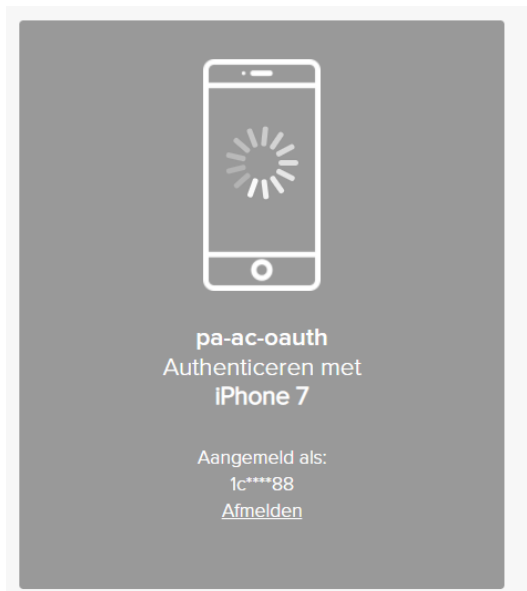 pa-ac-oauth
Authenticeren met
iPhone 7
Aangemeld als:
1c****88
Afmelden